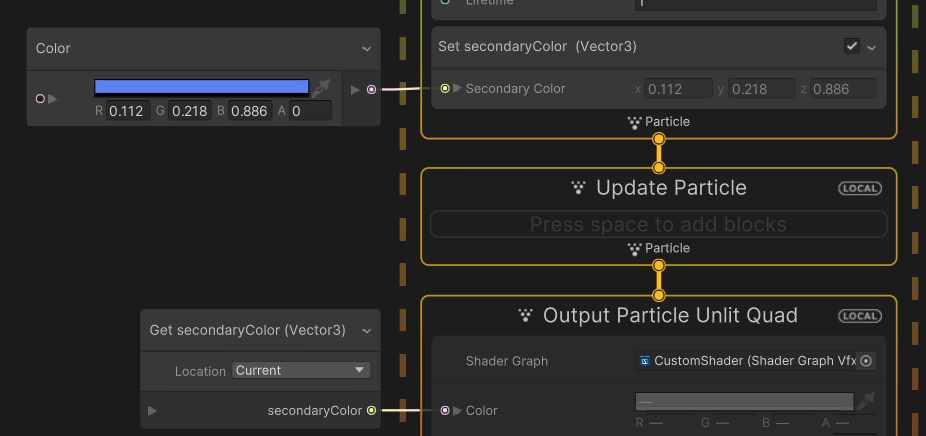 Lifetime
Color
R 0.112 G 0.218 B 0.886 A 0
Set secondaryColor (Vector3)
Secondary Color x 0.112 y 0.218 z 0.886
Particle
Update Particle LOCAL
Press space to add blocks
Particle
Output Particle Unlit Quad LOCAL
Get secondaryColor (Vector3)
Location Current
secondaryColor
Shader Graph CustomShader (Shader Graph Vfx
Color
R — G — B — A —